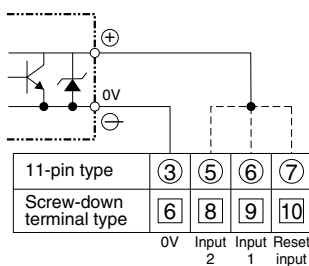 ⊕
0V
⊖
11-pin type ③ ⑤ ⑥ ⑦
Screw-down
terminal type 6 8 9 10
0V Input Input Reset
2 1 input